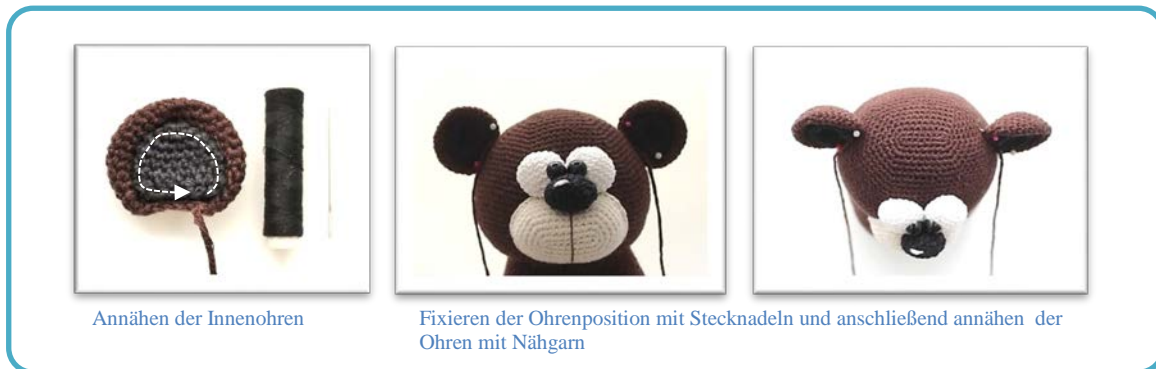 Annähen der Innenohren
Fixieren der Ohrenposition mit Stecknadeln und anschließend annähen der
Ohren mit Nähgarn